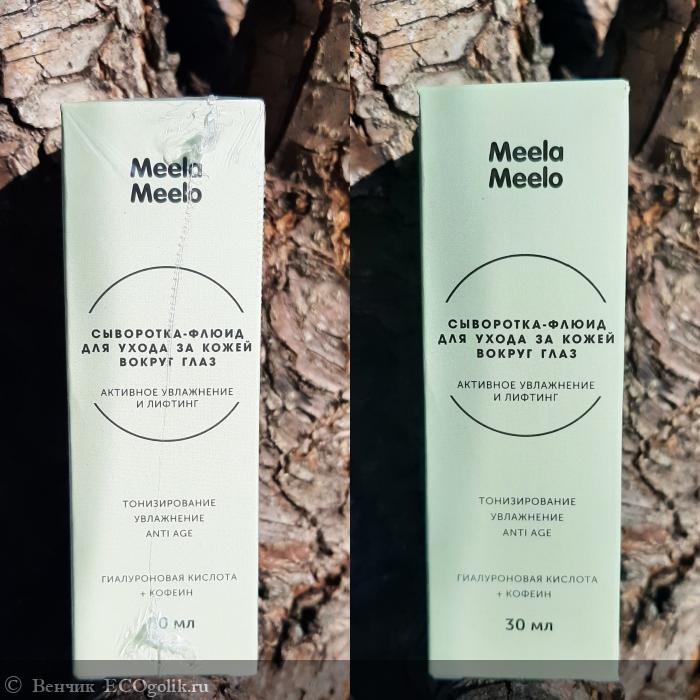 Meela
Meelo
СЫВОРОТКА-ФЛЮИД
ДЛЯ УХОДА ЗА КОЖЕЙ
ВОКРУГ ГЛАЗ
АКТИВНОЕ УВЛАЖНЕНИЕ
И ЛИФТИНГ
ТОНИЗИРОВАНИЕ
УВЛАЖНЕНИЕ
ANTI AGE
ГИАЛУРОНОВАЯ КИСЛОТА
+ КОФЕИН
мл
Meela
Meelo
СЫВОРОТКА-ФЛЮИД
ДЛЯ УХОДА ЗА КОЖЕЙ
ВОКРУГ ГЛАЗ
АКТИВНОЕ УВЛАЖНЕНИЕ
И ЛИФТИНГ
ТОНИЗИРОВАНИЕ
УВЛАЖНЕНИЕ
ANTI AGE
ГИАЛУРОНОВАЯ КИСЛОТА
+ КОФЕИН
30 мл
© Венчик ECOgolik.ru